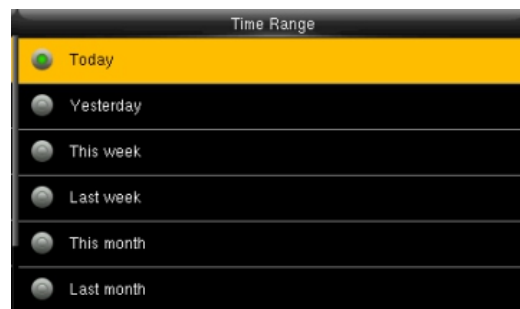 Time Range
Today
Yesterday
This week
Last week
This month
Last month